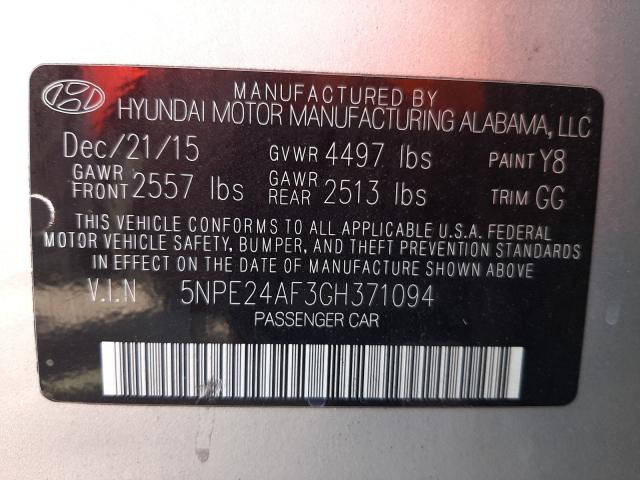 MANUFACTURED BY
HYUNDAI MOTOR MANUFACTURING ALABAMA, LLC
Dec/21/15 GVWR 4497 lbs PAINT Y8
GAWR FRONT 2557 lbs GAWR REAR 2513 lbs TRIM GG
THIS VEHICLE CONFORMS TO ALL APPLICABLE U.S.A. FEDERAL
MOTOR VEHICLE SAFETY, BUMPER, AND THEFT PREVENTION STANDARDS
IN EFFECT ON THE DATE OF MANUFACTURE SHOWN ABOVE
V.I.N 5NPE24AF3GH371094
PASSENGER CAR